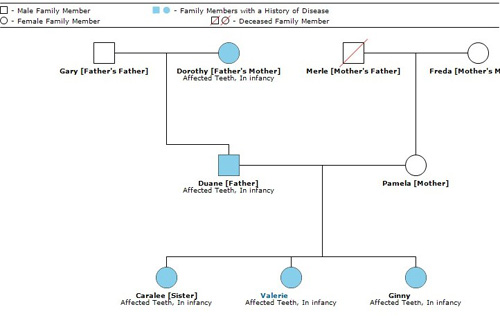 - Male Family Member
- Family Members with a History of Disease
- Female Family Member
- Deceased Family Member
Gary [Father's Father]
Dorothy [Father's Mother]
Affected Teeth, In infancy
Merle [Mother's Father]
Freda [Mother's M
Duane [Father]
Affected Teeth, In infancy
Pamela [Mother]
Caralee [Sister]
Affected Teeth, In infancy
Valerie
Affected Teeth, In infancy
Ginny
Affected Teeth, In infancy